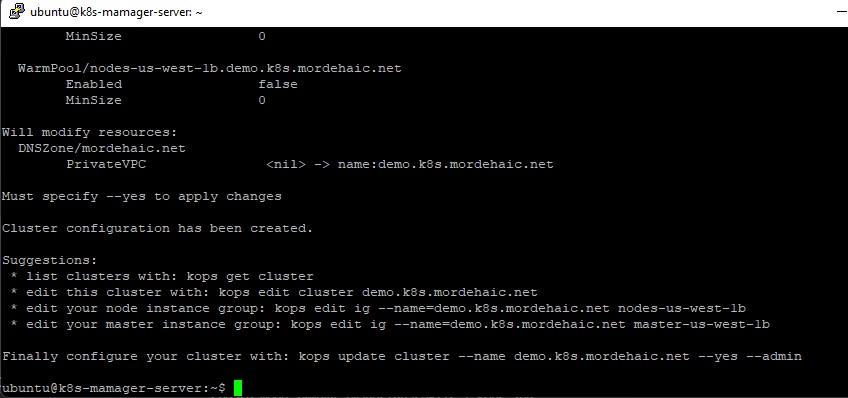 ubuntu@k8s-mamager-server: ~
MinSize 0
WarmPool/nodes-us-west-1b.demo.k8s.mordehaic.net
Enabled false
MinSize 0
Will modify resources:
DNSZone/mordehaic.net
PrivateVPC <nil> -> name:demo.k8s.mordehaic.net
Must specify --yes to apply changes
Cluster configuration has been created.
Suggestions:
* list clusters with: kops get cluster
* edit this cluster with: kops edit cluster demo.k8s.mordehaic.net
* edit your node instance group: kops edit ig --name=demo.k8s.mordehaic.net nodes-us-west-1b
* edit your master instance group: kops edit ig --name=demo.k8s.mordehaic.net master-us-west-1b
Finally configure your cluster with: kops update cluster --name demo.k8s.mordehaic.net --yes --admin
ubuntu@k8s-mamager-server:~$